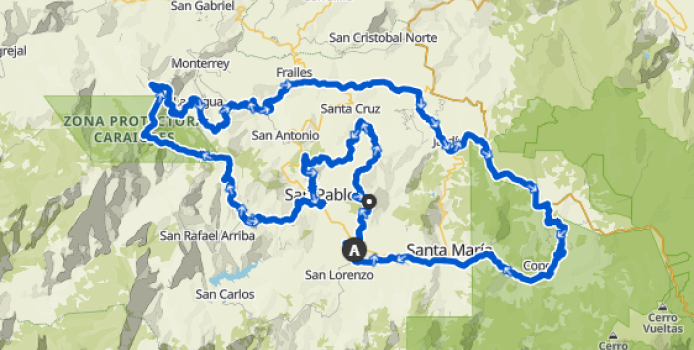 San Gabriel
San Cristobal Norte
grejal
Monterrey
Frailes
Santa Cruz
ZONA PROTECTORA
CARAIGRES
San Antonio
San Pablo
San Rafael Arriba
A
Santa María
San Lorenzo
San Carlos
Cerro
Vueltas
Cerro